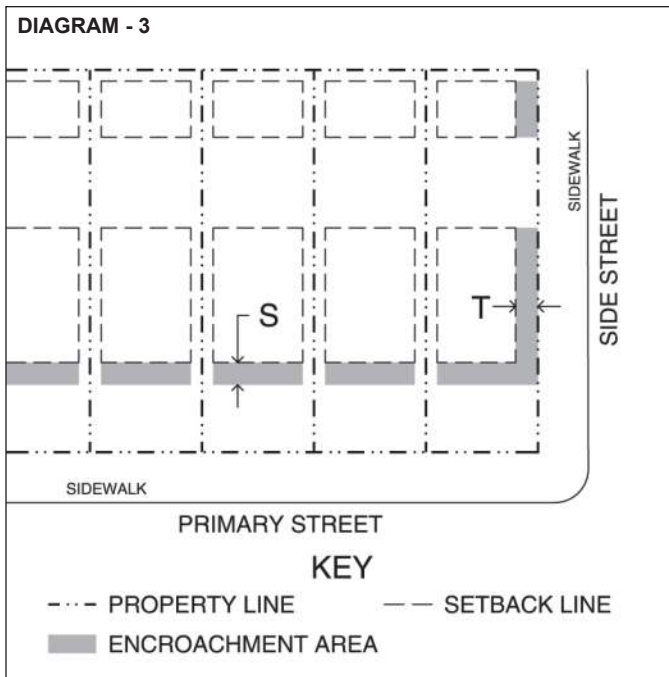 DIAGRAM - 3
SIDEWALK
SIDE STREET
S
T
SIDEWALK
PRIMARY STREET
KEY
PROPERTY LINE
SETBACK LINE
ENCROACHMENT AREA